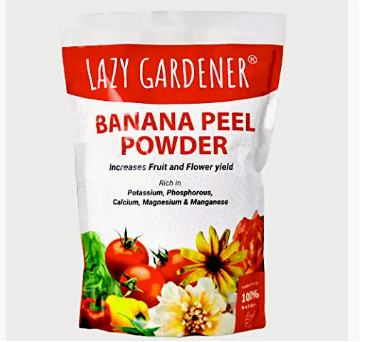 LAZY GARDENER®
BANANA PEEL
POWDER
Increases Fruit and Flower yield
Rich in
Potassium, Phosphorous,
Calcium, Magnesium & Manganese
100%